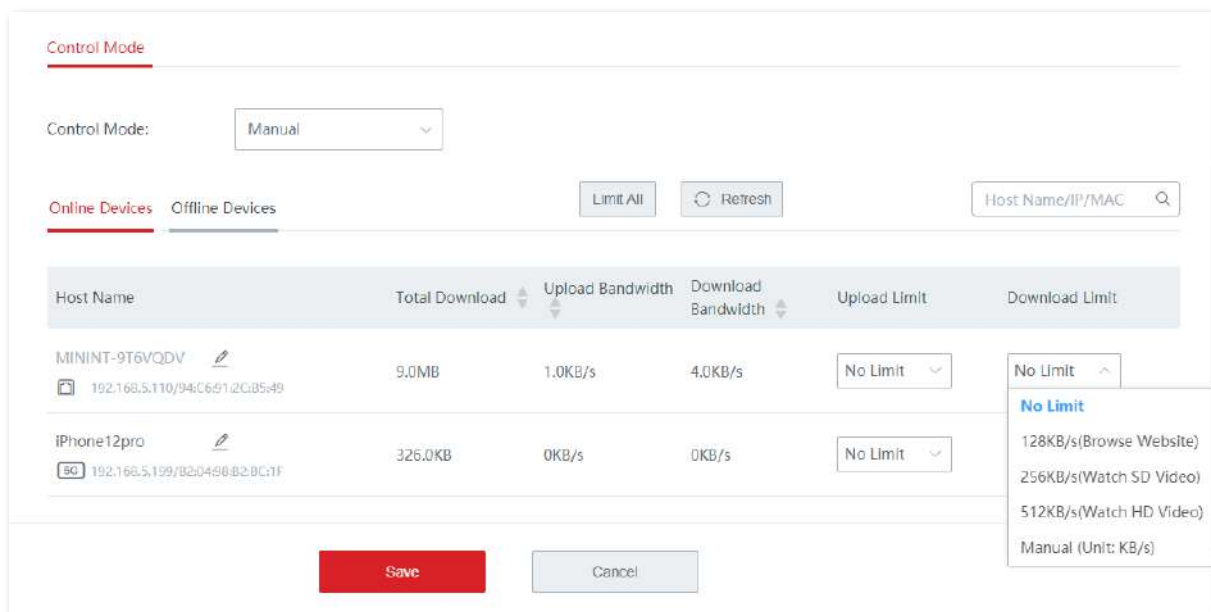 Control Mode
Control Mode: Manual
Online Devices Offline Devices Limit All Refresh Host Name/IP/MAC
Host Name Total Download Upload Bandwidth Download Bandwidth Upload Limit Download Limit
MININT-9T6VQDV 9.0MB 1.0KB/s 4.0KB/s No Limit No Limit
192.168.5.110/94:C6:91:2C:B5:49
No Limit
iPhone12pro 326.0KB 0KB/s 0KB/s No Limit
128KB/s(Browse Website)
5G 192.168.5.199/B2:04:98:B2:BC:1F
256KB/s(Watch SD Video)
512KB/s(Watch HD Video)
Manual (Unit: KB/s)
Save Cancel